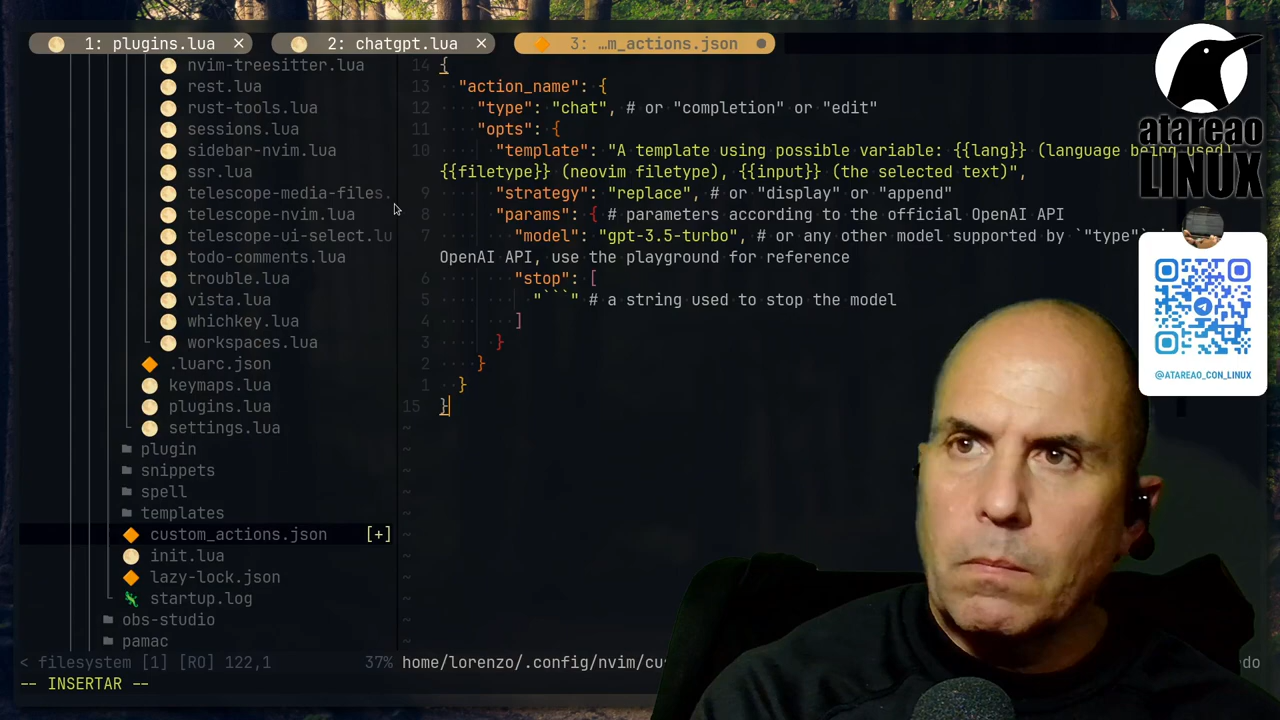 1: plugins.lua ×
2: chatgpt.lua ×
3: …m_actions.json
nvim-treesitter.lua
rest.lua
rust-tools.lua
sessions.lua
sidebar-nvim.lua
ssr.lua
telescope-media-files.
telescope-nvim.lua
telescope-ui-select.lu
todo-comments.lua
trouble.lua
vista.lua
whichkey.lua
workspaces.lua
.luarc.json
keymaps.lua
plugins.lua
settings.lua
plugin
snippets
spell
templates
custom_actions.json [+]
init.lua
lazy-lock.json
startup.log
obs-studio
pamac
< filesystem [1] [RO] 122,1 37%
-- INSERTAR --
14 {
13 "action_name": {
12 "type": "chat", # or "completion" or "edit"
11 "opts": {
10 "template": "A template using possible variable: {{lang}} (language being used)
{{filetype}} (neovim filetype), {{input}} (the selected text)",
9 "strategy": "replace", # or "display" or "append"
8 "params": { # parameters according to the official OpenAI API
7 "model": "gpt-3.5-turbo", # or any other model supported by `"type"`
OpenAI API, use the playground for reference
6 "stop": [
5 "```" # a string used to stop the model
4 ]
3 }
2 }
1 }
15 }
home/lorenzo/.config/nvim/cu
do
atareao
LINUX
@ATAREAO_CON_LINUX